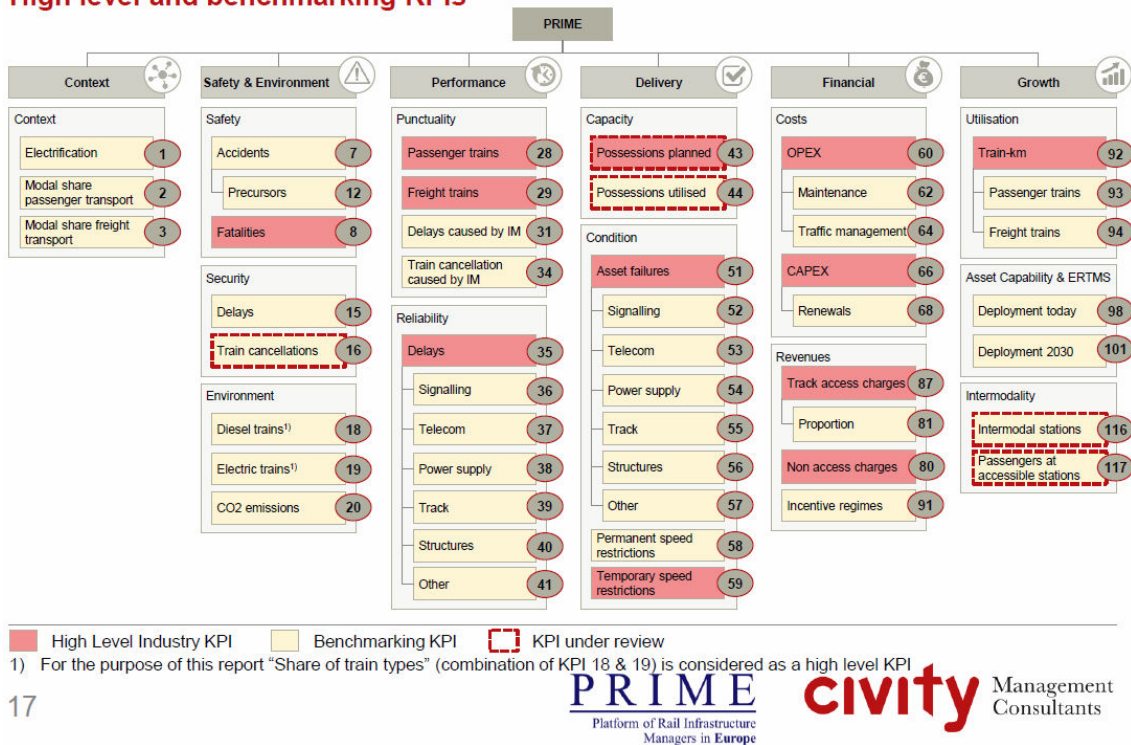 High level and benchmarking KPIs
PRIME
Context
Safety & Environment
Performance
Delivery
Financial
Growth
Context
Electrification
1
Modal share
passenger transport
2
Modal share freight
transport
3
Safety
Accidents
7
Precursors
12
Fatalities
8
Security
Delays
15
Train cancellations
16
Environment
Diesel trains1)
18
Electric trains1)
19
CO2 emissions
20
Punctuality
Passenger trains
28
Freight trains
29
Delays caused by IM
31
Train cancellation
caused by IM
34
Reliability
Delays
35
Signalling
36
Telecom
37
Power supply
38
Track
39
Structures
40
Other
41
Capacity
Possessions planned
43
Possessions utilised
44
Condition
Asset failures
51
Signalling
52
Telecom
53
Power supply
54
Track
55
Structures
56
Other
57
Permanent speed
restrictions
58
Temporary speed
restrictions
59
Costs
OPEX
60
Maintenance
62
Traffic management
64
CAPEX
66
Renewals
68
Revenues
Track access charges
87
Proportion
81
Non access charges
80
Incentive regimes
91
Utilisation
Train-km
92
Passenger trains
93
Freight trains
94
Asset Capability & ERTMS
Deployment today
98
Deployment 2030
101
Intermodality
Intermodal stations
116
Passengers at
accessible stations
117
High Level Industry KPI
Benchmarking KPI
KPI under review
1) For the purpose of this report “Share of train types” (combination of KPI 18 & 19) is considered as a high level KPI
17
PRIME
Platform of Rail Infrastructure
Managers in Europe
civity
Management
Consultants